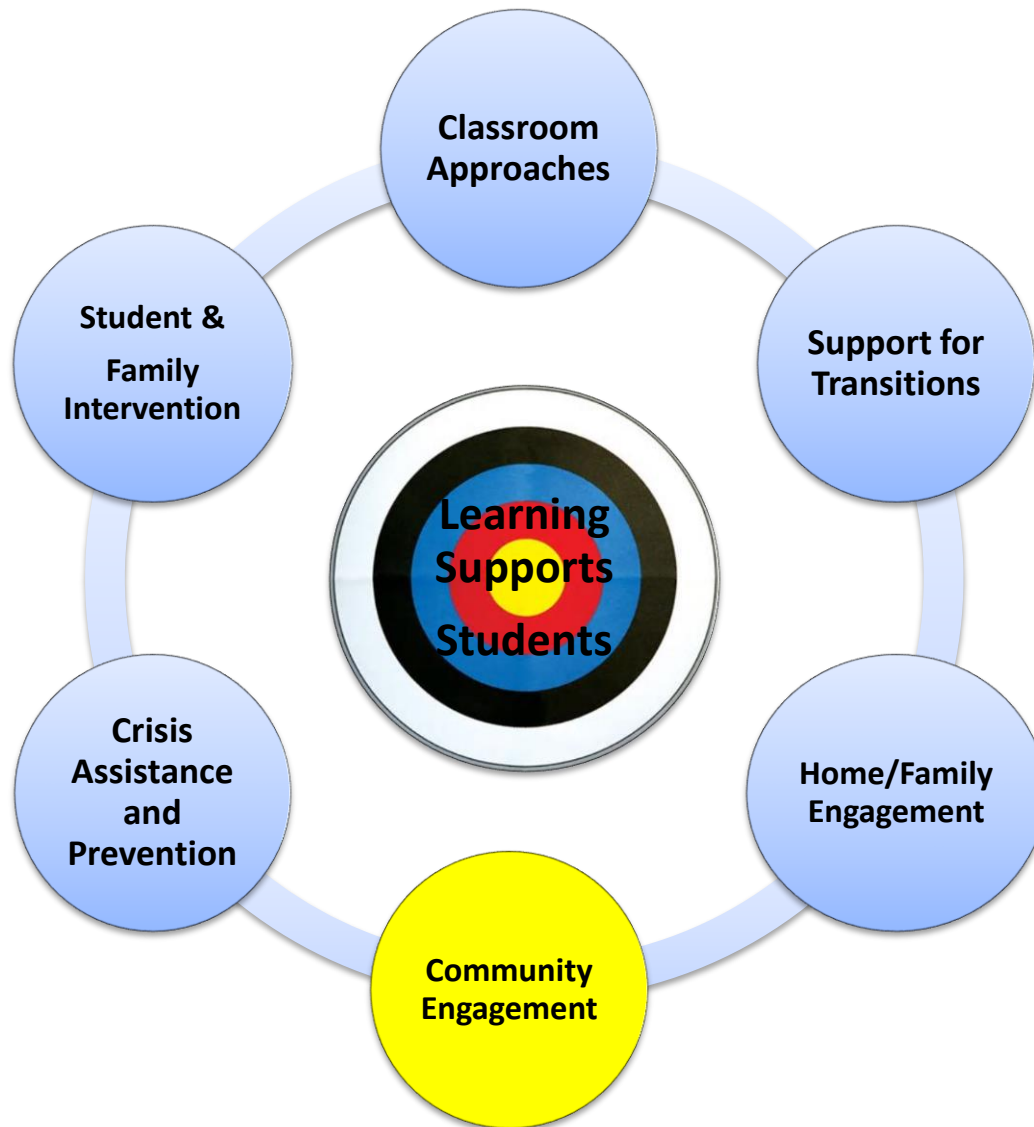 Classroom
Approaches
Student &
Family
Intervention
Support for
Transitions
Learning
Supports
Students
Crisis
Assistance
and
Prevention
Home/Family
Engagement
Community
Engagement